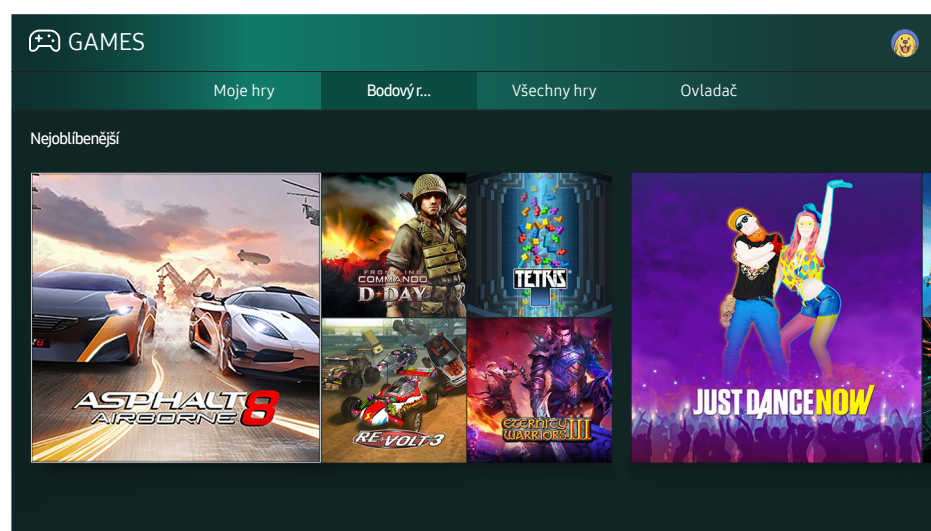 GAMES
Moje hry
Bodový r...
Všechny hry
Ovladač
Nejoblíbenější
ASPHALT 8
AIRBORNE
FRONTLINE
COMMANDO
D-DAY
TETRIS
RE-VOLT 3
ETERNITY
WARRIORS III
JUST DANCE NOW